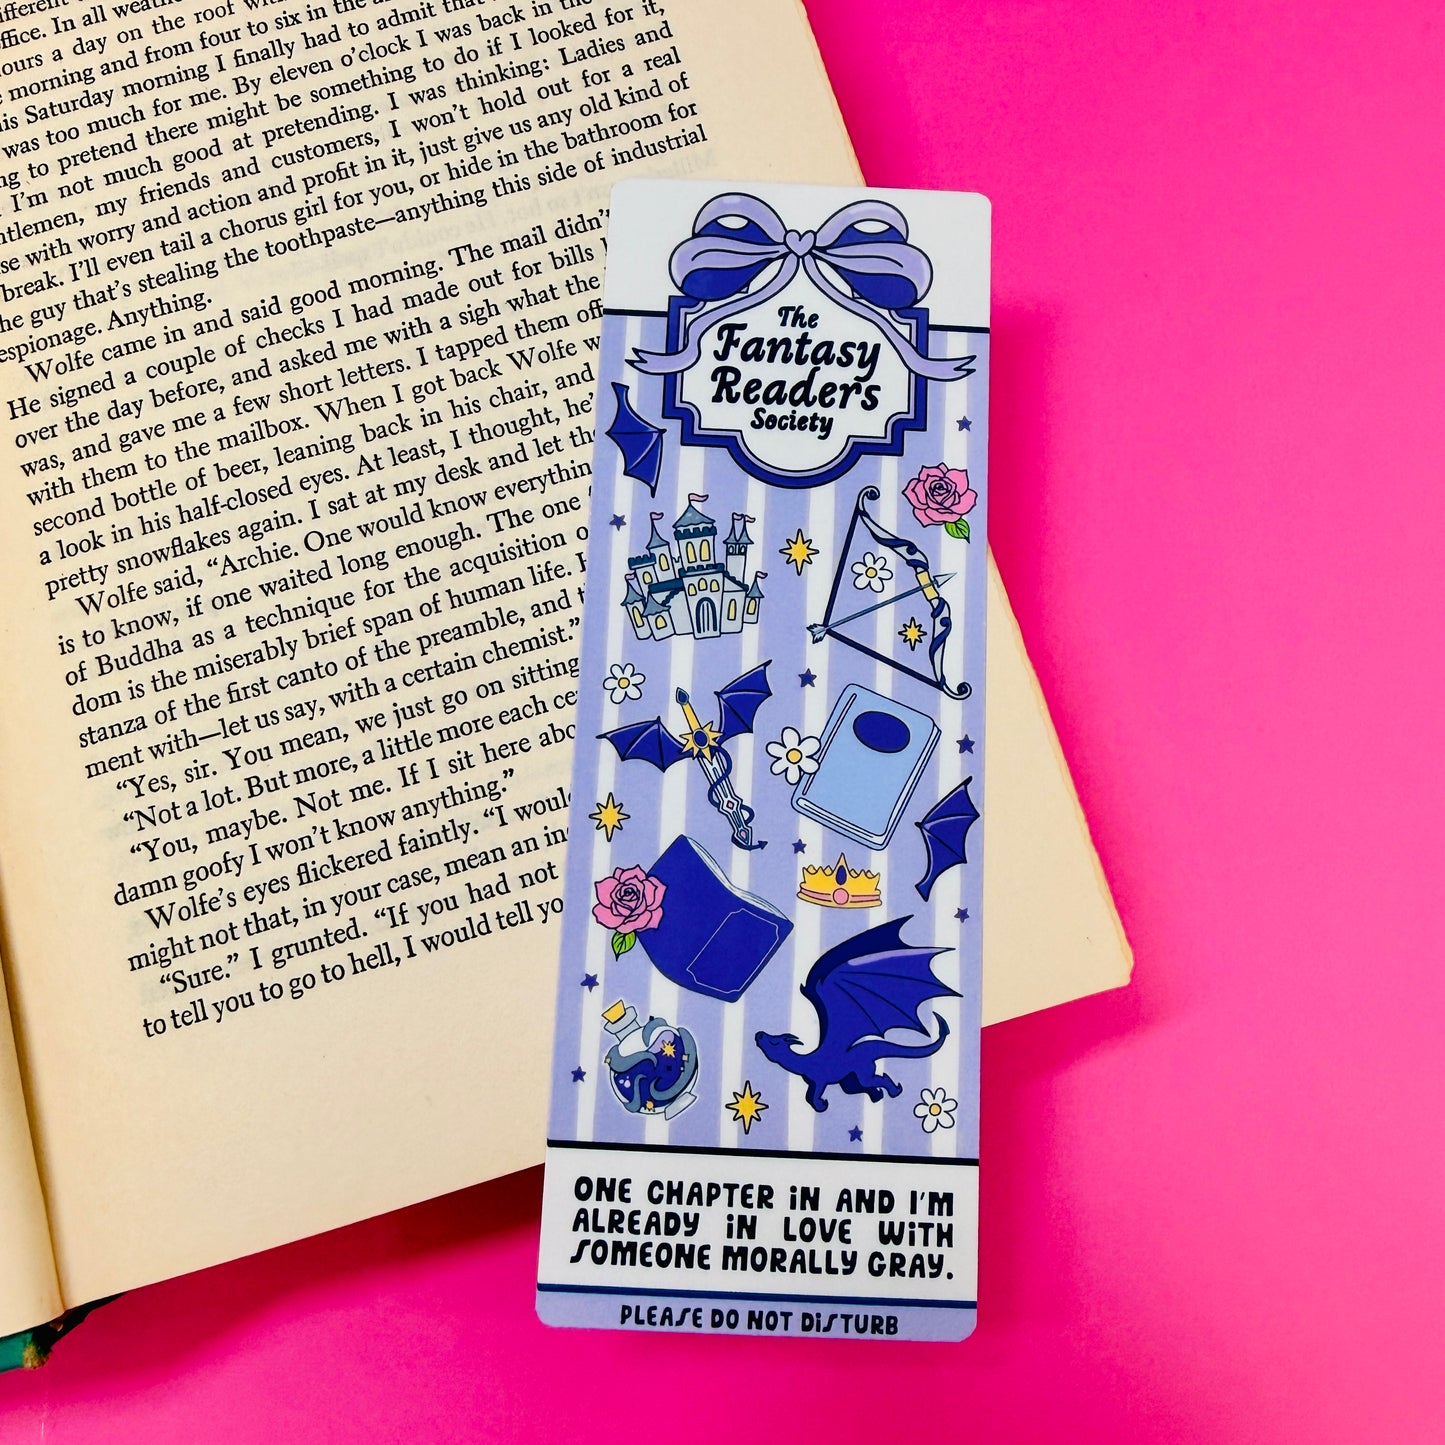 ifferent
ffice. In all weathe
ours a day on the roof with
morning and from four to six in the a
is Saturday morning I finally had to admit that
was too much for me. By eleven o'clock I was back in the
ng to pretend there might be something to do if I looked for it,
I'm not much good at pretending. I was thinking: Ladies and
ntlemen, my friends and customers, I won't hold out for a real
se with worry and action and profit in it, just give us any old kind of
break. I'll even tail a chorus girl for you, or hide in the bathroom for
he guy that's stealing the toothpaste—anything this side of industrial
espionage. Anything.
Wolfe came in and said good morning. The mail didn't
He signed a couple of checks I had made out for bills
over the day before, and asked me with a sigh what the
was, and gave me a few short letters. I tapped them off
with them to the mailbox. When I got back Wolfe w
second bottle of beer, leaning back in his chair, and
a look in his half-closed eyes. At least, I thought, he'
pretty snowflakes again. I sat at my desk and let the
Wolfe said, “Archie. One would know everythin
is to know, if one waited long enough. The one
of Buddha as a technique for the acquisition o
dom is the miserably brief span of human life. H
stanza of the first canto of the preamble, and t
ment with—let us say, with a certain chemist.”
“Yes, sir. You mean, we just go on sitting
“Not a lot. But more, a little more each ce
“You, maybe. Not me. If I sit here abo
damn goofy I won't know anything.”
Wolfe's eyes flickered faintly. “I woul
might not that, in your case, mean an in
“Sure.” I grunted. “If you had not
to tell you to go to hell, I would tell yo
The
Fantasy
Readers
Society
ONE CHAPTER IN AND I'M
ALREADY IN LOVE WITH
SOMEONE MORALLY GRAY.
PLEASE DO NOT DISTURB